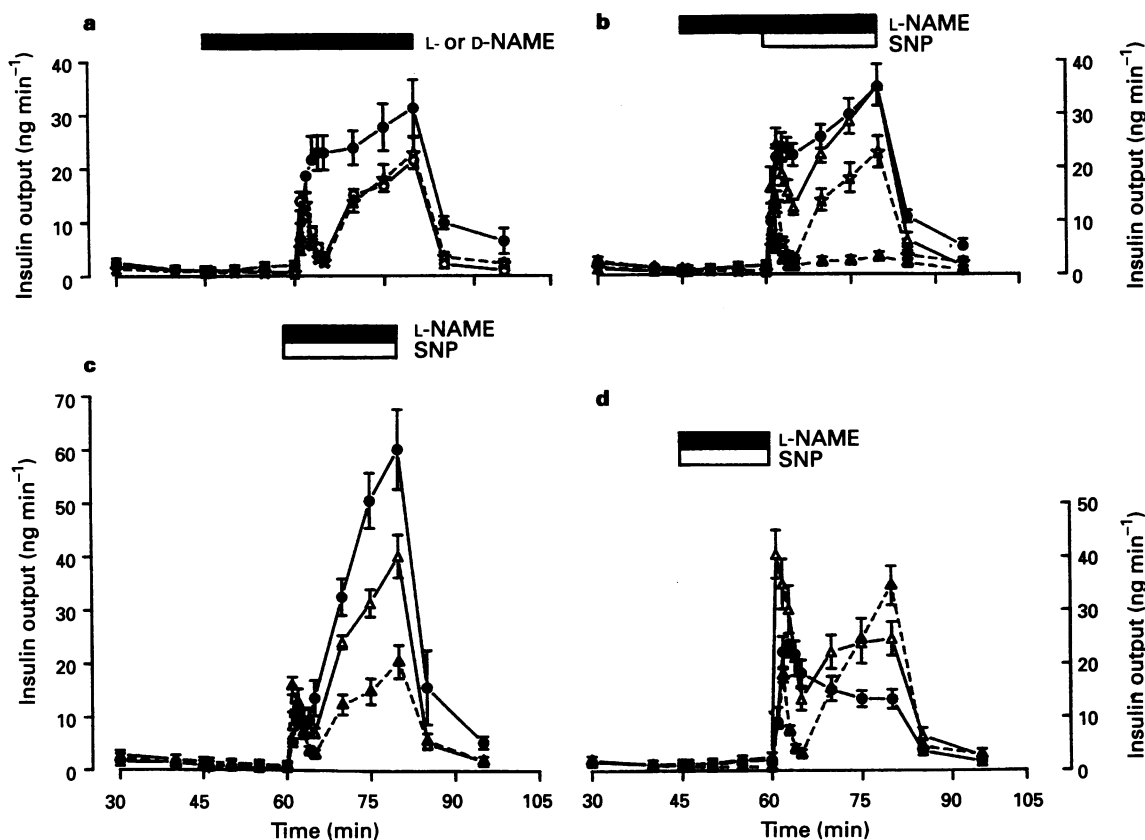 a
L- or D-NAME
Insulin output (ng min⁻¹)
40
30
20
10
0
b
L-NAME
SNP
40
30
20
10
0
Insulin output (ng min⁻¹)
c
L-NAME
SNP
Insulin output (ng min⁻¹)
70
60
50
40
30
20
10
0
30 45 60 75 90 105
Time (min)
d
L-NAME
SNP
50
40
30
20
10
0
Insulin output (ng min⁻¹)
30 45 60 75 90 105
Time (min)